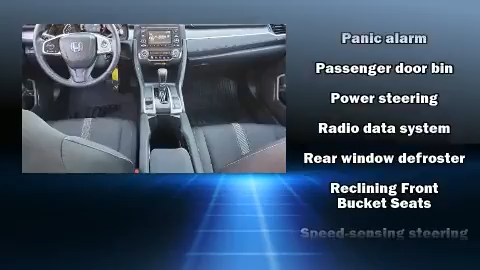 Panic alarm
Passenger door bin
Power steering
Radio data system
Rear window defroster
Reclining Front
Bucket Seats
Speed-sensing steering